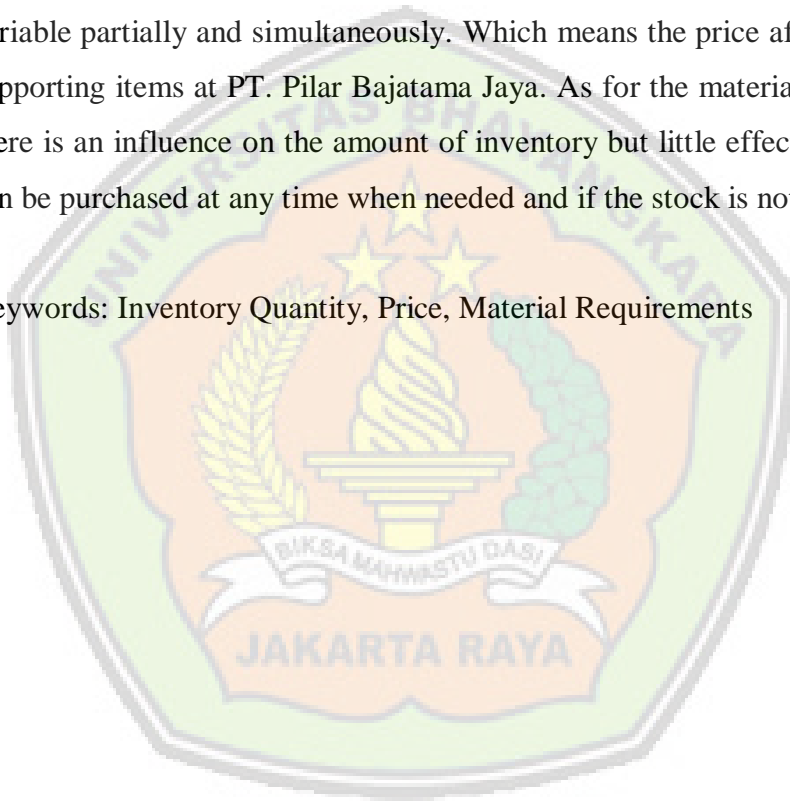 riable partially and simultaneously. Which means the price af
pporting items at PT. Pilar Bajatama Jaya. As for the materia
ere is an influence on the amount of inventory but little effec
n be purchased at any time when needed and if the stock is no
eywords: Inventory Quantity, Price, Material Requirements
UNIVERSITAS BHAYANGKARA
BIKSA MAHWASTU DASI
JAKARTA RAYA